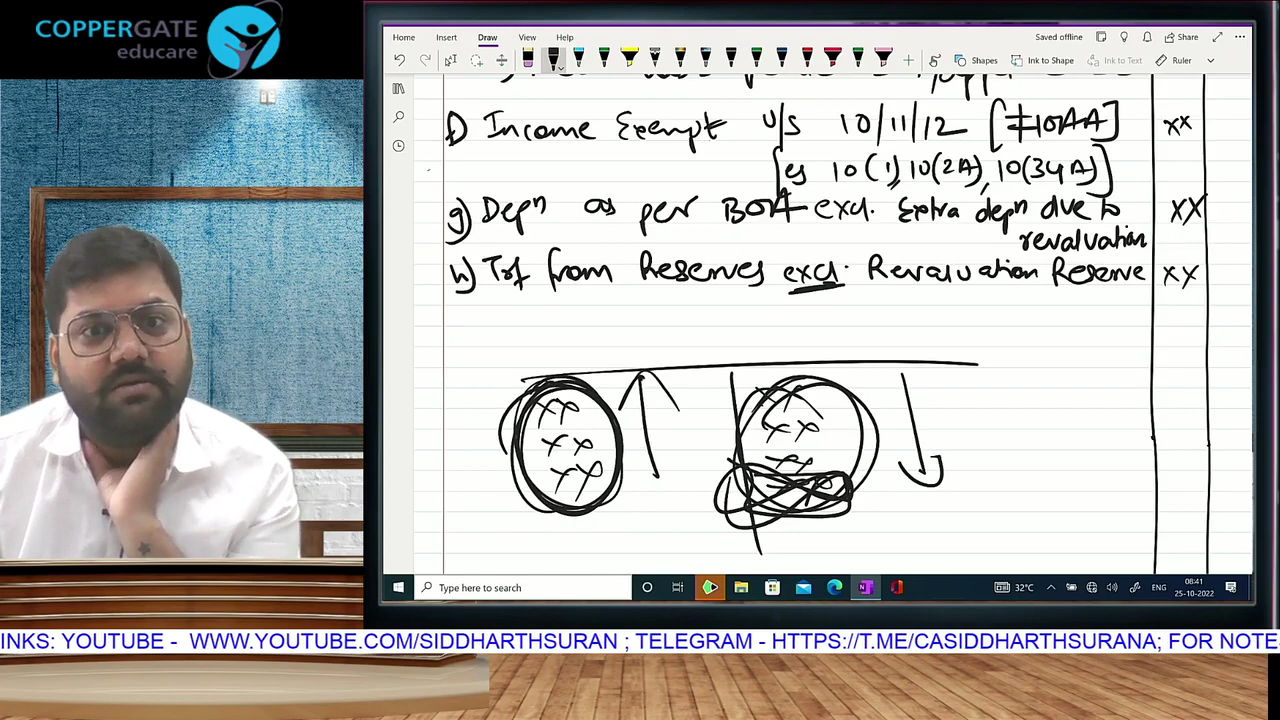 COPPERGATE
educare
Home Insert Draw View Help
Saved offline
Share
Shapes
Ink to Shape
Ink to Text
Ruler
f) Income Exempt u/s 10/11/12 [≠10AA] xx
[eg 10(1), 10(2A), 10(34A)]
g) Depn as per BOA excl. Extra depn due to xx
revaluation
h) Trf from Reserves excl. Revaluation Reserve xx
xx xx
xx xx
xx xx
Type here to search
32°C
ENG
08:41
25-10-2022
INKS: YOUTUBE - WWW.YOUTUBE.COM/SIDDHARTHSURAN ; TELEGRAM - HTTPS://T.ME/CASIDDHARTHSURANA; FOR NOTE-